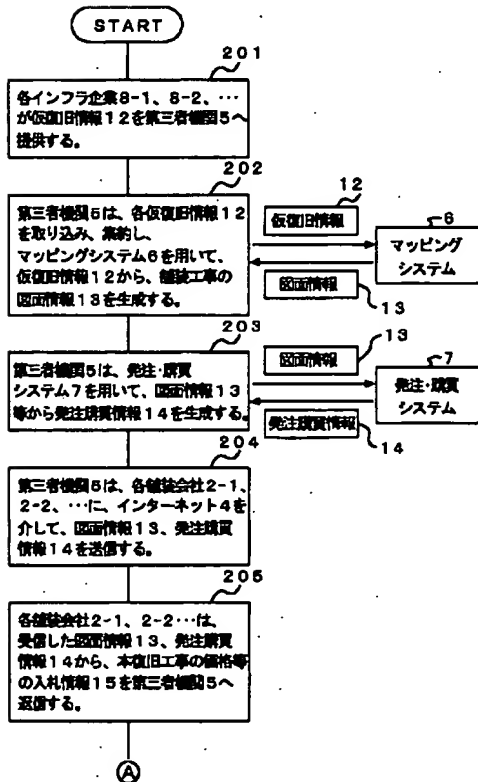 START
201
各インフラ企業8-1、8-2、···
が仮復旧情報12を第三者機関5へ
提供する。
202
第三者機関5は、各仮復旧情報12
を取り込み、集約し、
マッピングシステム6を用いて、
仮復旧情報12から、舗装工事の
図面情報13を生成する。
12
仮復旧情報
6
マッピング
システム
図面情報
13
203
第三者機関5は、発注・購買
システム7を用いて、図面情報13
等から発注購買情報14を生成する。
13
図面情報
7
発注・購買
システム
発注購買情報
14
204
第三者機関5は、各舗装会社2-1、
2-2、···に、インターネット4を
介して、図面情報13、発注購買
情報14を送信する。
205
各舗装会社2-1、2-2···は、
受信した図面情報13、発注購買
情報14から、本復旧工事の価格等
の入札情報15を第三者機関5へ
返信する。
A